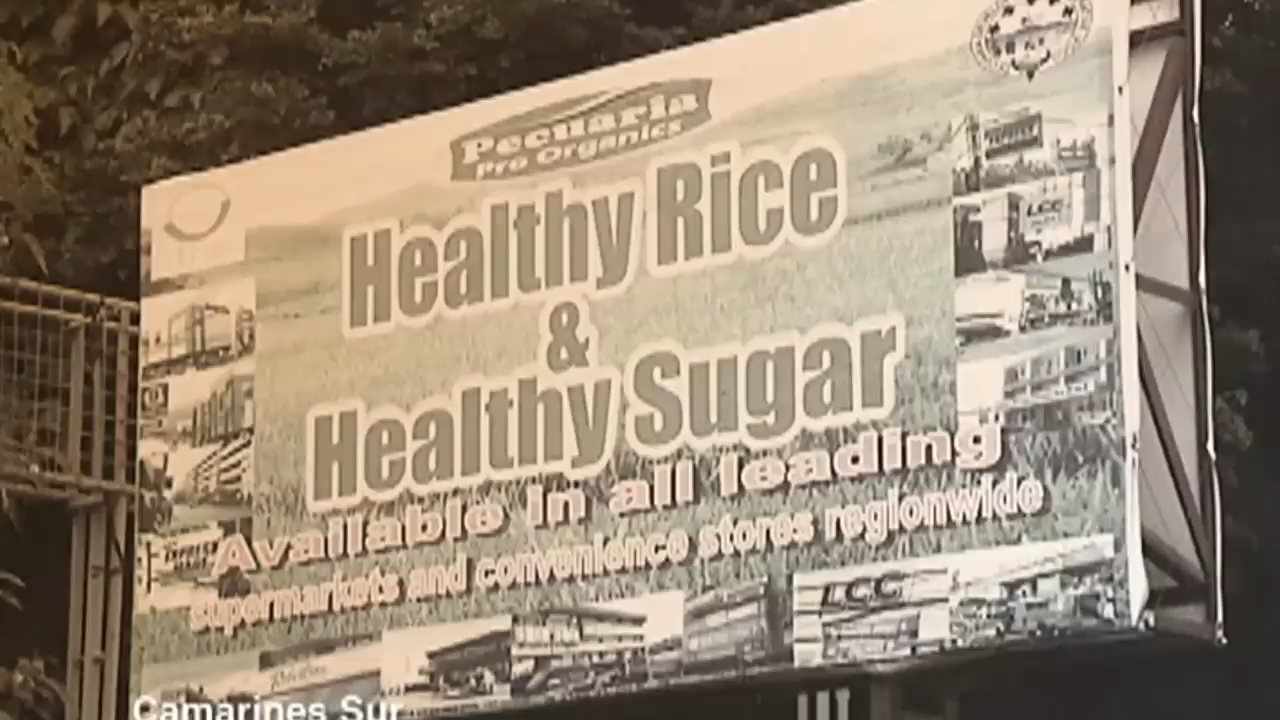 Pecuaria
Pro Organics
Healthy Rice
&
Healthy Sugar
Available in all leading
supermarkets and convenience stores regionwide
LCC
LCC
Camarines Sur